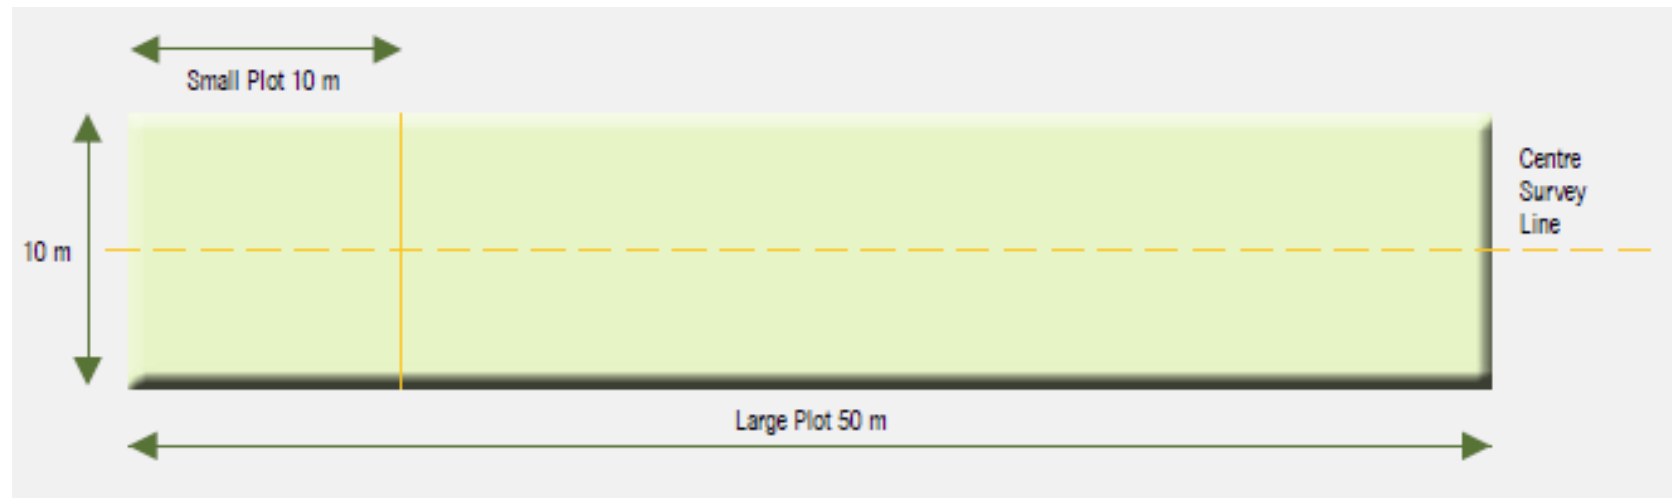 Small Plot 10 m
Centre
Survey
Line
10 m
Large Plot 50 m